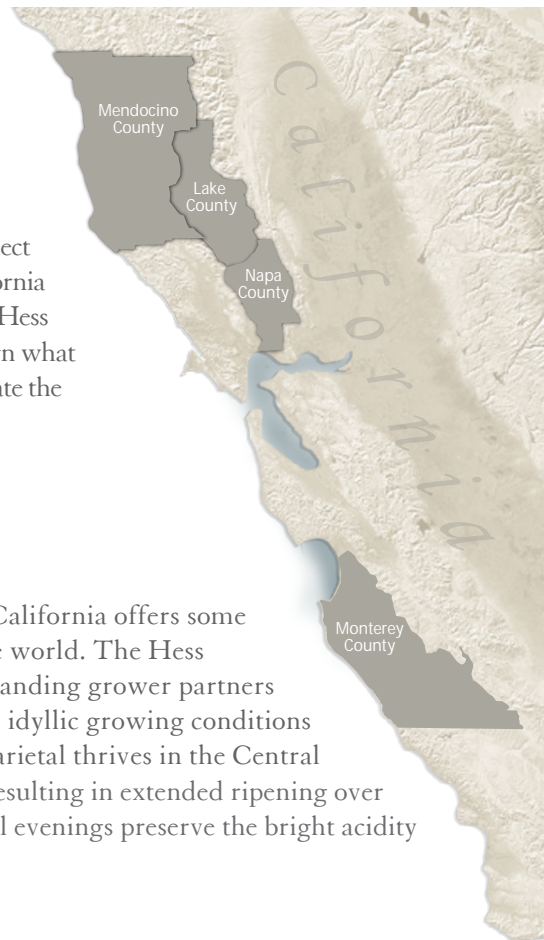 Mendocino
County
Lake
County
Napa
County
California
ect
ornia
Hess
rn what
ate the
California offers some
e world. The Hess
anding grower partners
idyllic growing conditions
arietal thrives in the Central
esulting in extended ripening over
l evenings preserve the bright acidity
Monterey
County